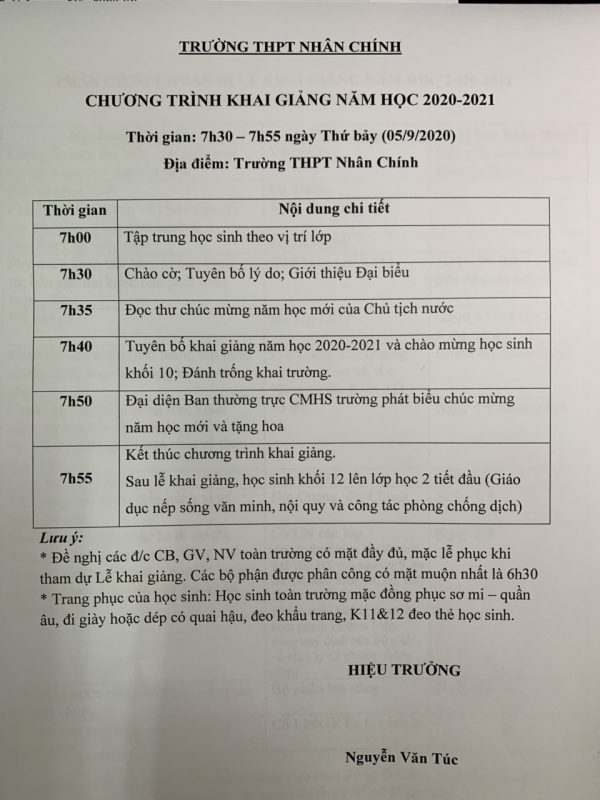 TRƯỜNG THPT NHÂN CHÍNH
CHƯƠNG TRÌNH KHAI GIẢNG NĂM HỌC 2020-2021
Thời gian: 7h30 – 7h55 ngày Thứ bảy (05/9/2020)
Địa điểm: Trường THPT Nhân Chính
Thời gian Nội dung chi tiết
7h00 Tập trung học sinh theo vị trí lớp
7h30 Chào cờ; Tuyên bố lý do; Giới thiệu Đại biểu
7h35 Đọc thư chúc mừng năm học mới của Chủ tịch nước
7h40 Tuyên bố khai giảng năm học 2020-2021 và chào mừng học sinh
khối 10; Đánh trống khai trường.
7h50 Đại diện Ban thường trực CMHS trường phát biểu chúc mừng
năm học mới và tặng hoa
Kết thúc chương trình khai giảng.
7h55 Sau lễ khai giảng, học sinh khối 12 lên lớp học 2 tiết đầu (Giáo
dục nếp sống văn minh, nội quy và công tác phòng chống dịch)
Lưu ý:
* Đề nghị các đ/c CB, GV, NV toàn trường có mặt đầy đủ, mặc lễ phục khi
tham dự Lễ khai giảng. Các bộ phận được phân công có mặt muộn nhất là 6h30
* Trang phục của học sinh: Học sinh toàn trường mặc đồng phục sơ mi – quần
âu, đi giày hoặc dép có quai hậu, đeo khẩu trang, K11&12 đeo thẻ học sinh.
HIỆU TRƯỞNG
Nguyễn Văn Túc